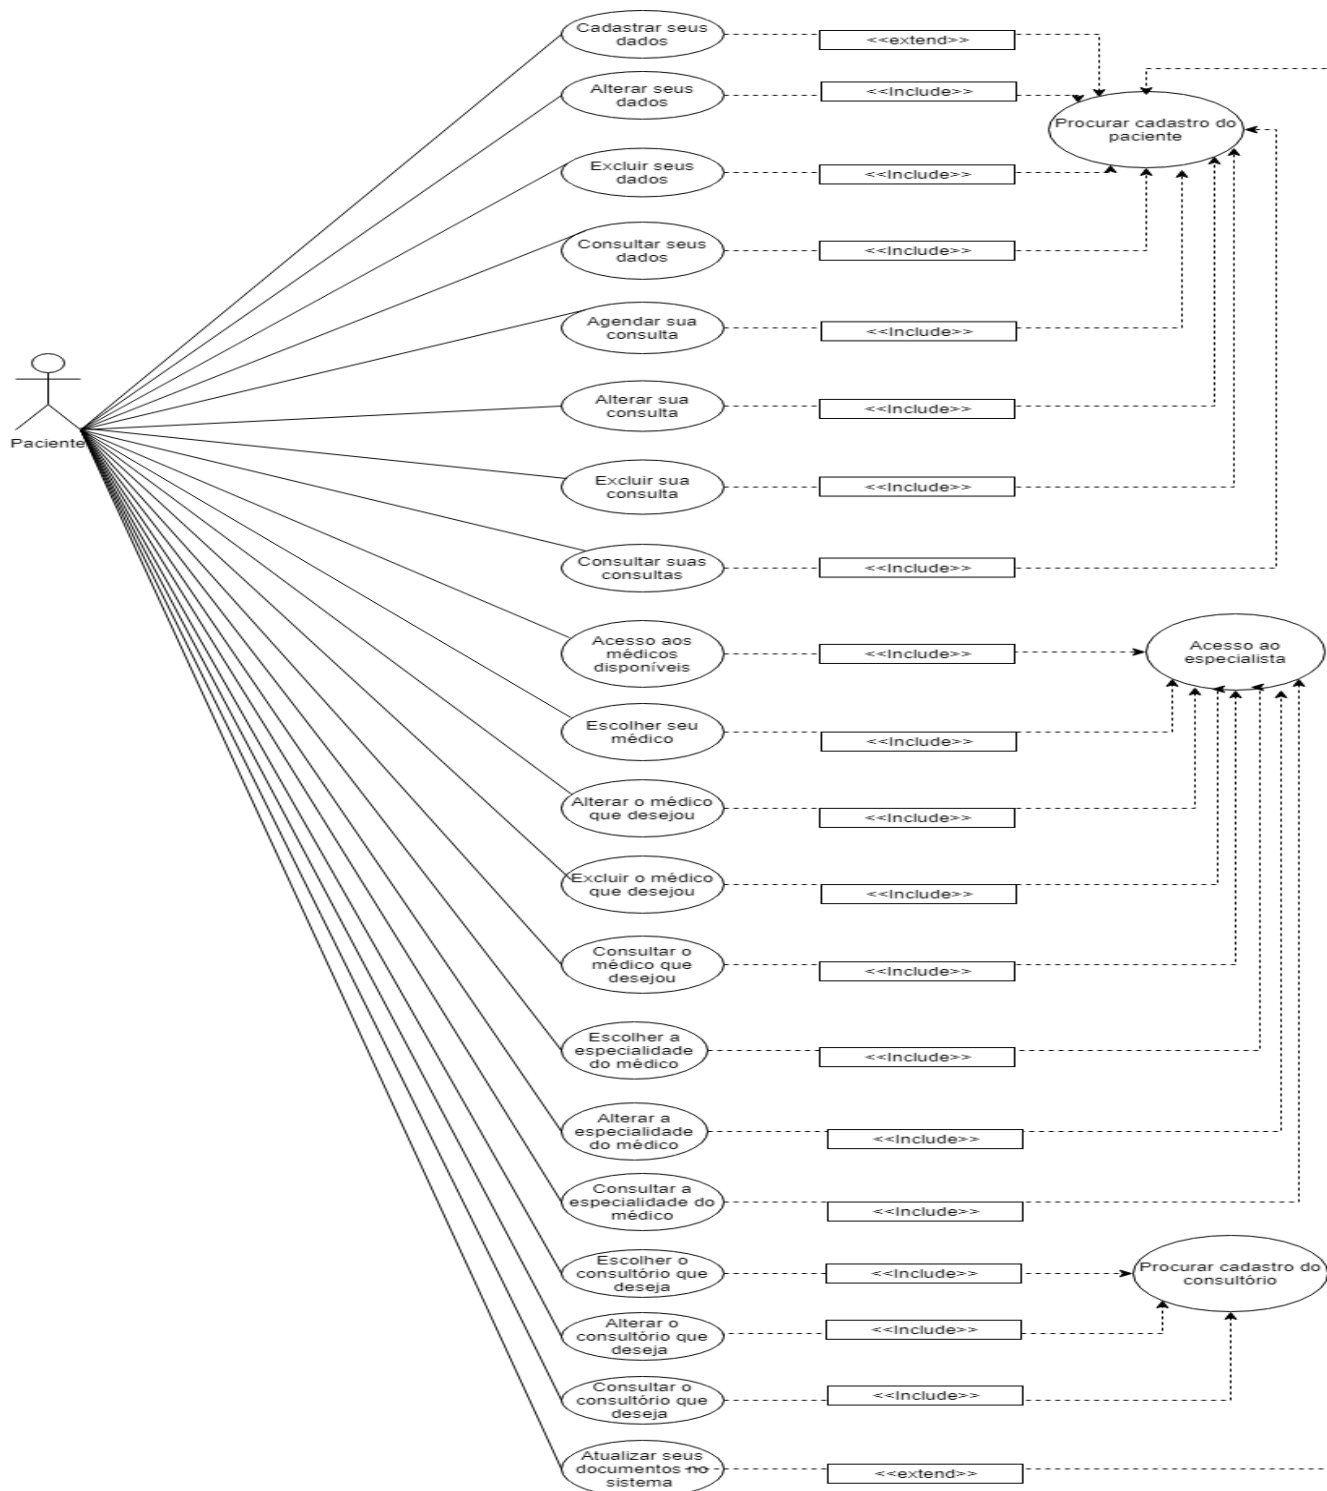 Cadastrar seus
dados
<<extend>>
Alterar seus
dados
<<Include>>
Procurar cadastro do
paciente
Excluir seus
dados
<<Include>>
Consultar seus
dados
<<Include>>
Agendar sua
consulta
<<Include>>
Paciente
Alterar sua
consulta
<<Include>>
Excluir sua
consulta
<<Include>>
Consultar suas
consultas
<<Include>>
Acesso aos
médicos
disponíveis
<<Include>>
Acesso ao
especialista
Escolher seu
médico
<<Include>>
Alterar o médico
que desejou
<<Include>>
Excluir o médico
que desejou
<<Include>>
Consultar o
médico que
desejou
<<Include>>
Escolher a
especialidade
do médico
<<Include>>
Alterar a
especialidade
do médico
<<Include>>
Consultar a
especialidade do
médico
<<Include>>
Escolher o
consultório que
deseja
<<Include>>
Procurar cadastro do
consultório
Alterar o
consultório que
deseja
<<Include>>
Consultar o
consultório que
deseja
<<Include>>
Atualizar seus
documentos no
sistema
<<extend>>